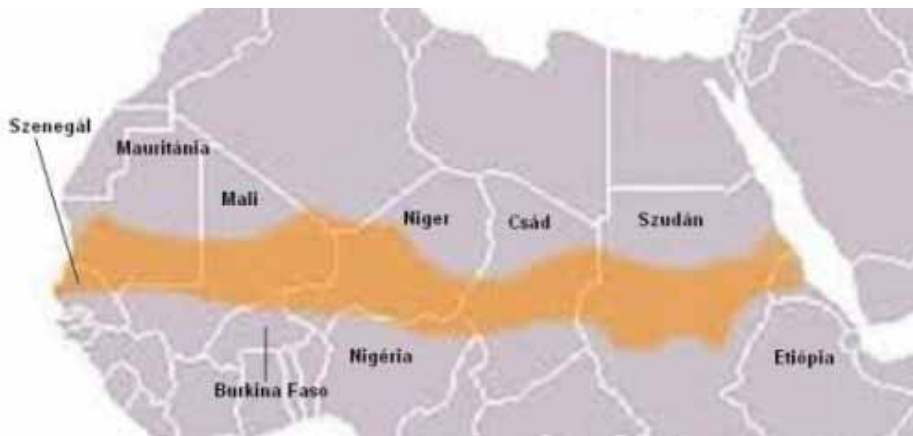 Szenegál
Mauritánia
Mali
Niger
Csád
Szudán
Nigéria
Etiópia
Burkina Faso